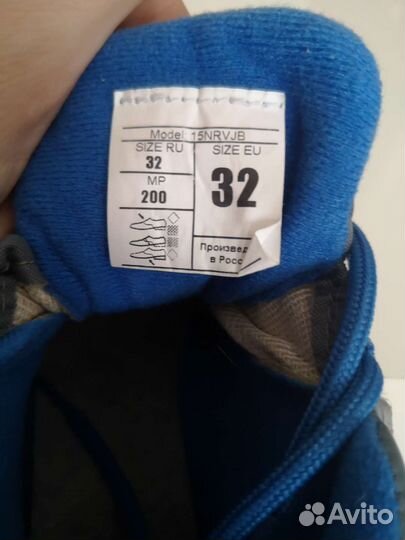 Model: 15NRVJB
SIZE RU
32
MP
200
SIZE EU
32
Произвед
в Росс
Avito